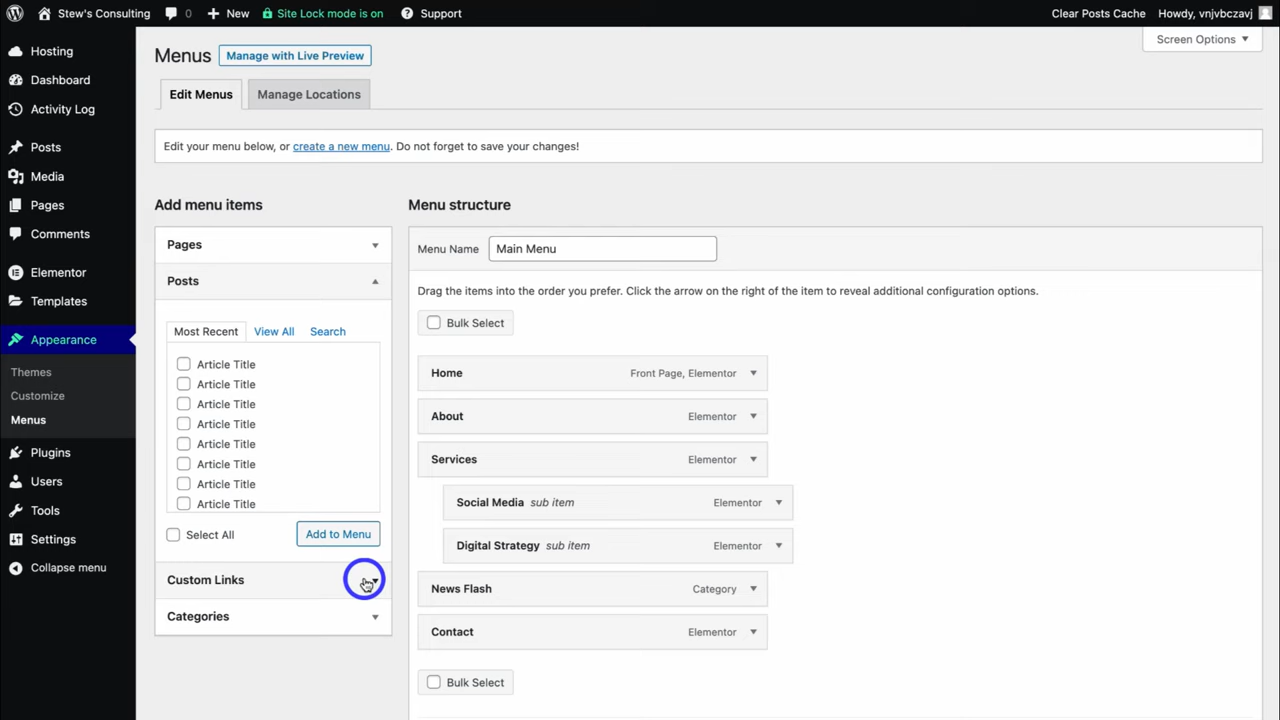 Stew's Consulting 0 New Site Lock mode is on Support Clear Posts Cache Howdy, vnjvbczavj
Screen Options
Hosting
Dashboard
Activity Log
Posts
Media
Pages
Comments
Elementor
Templates
Appearance
Themes
Customize
Menus
Plugins
Users
Tools
Settings
Collapse menu
Menus Manage with Live Preview
Edit Menus Manage Locations
Edit your menu below, or create a new menu. Do not forget to save your changes!
Add menu items
Pages
Posts
Most Recent View All Search
Article Title
Article Title
Article Title
Article Title
Article Title
Article Title
Article Title
Article Title
Select All Add to Menu
Custom Links
Categories
Menu structure
Menu Name Main Menu
Drag the items into the order you prefer. Click the arrow on the right of the item to reveal additional configuration options.
Bulk Select
Home Front Page, Elementor
About Elementor
Services Elementor
Social Media sub item Elementor
Digital Strategy sub item Elementor
News Flash Category
Contact Elementor
Bulk Select